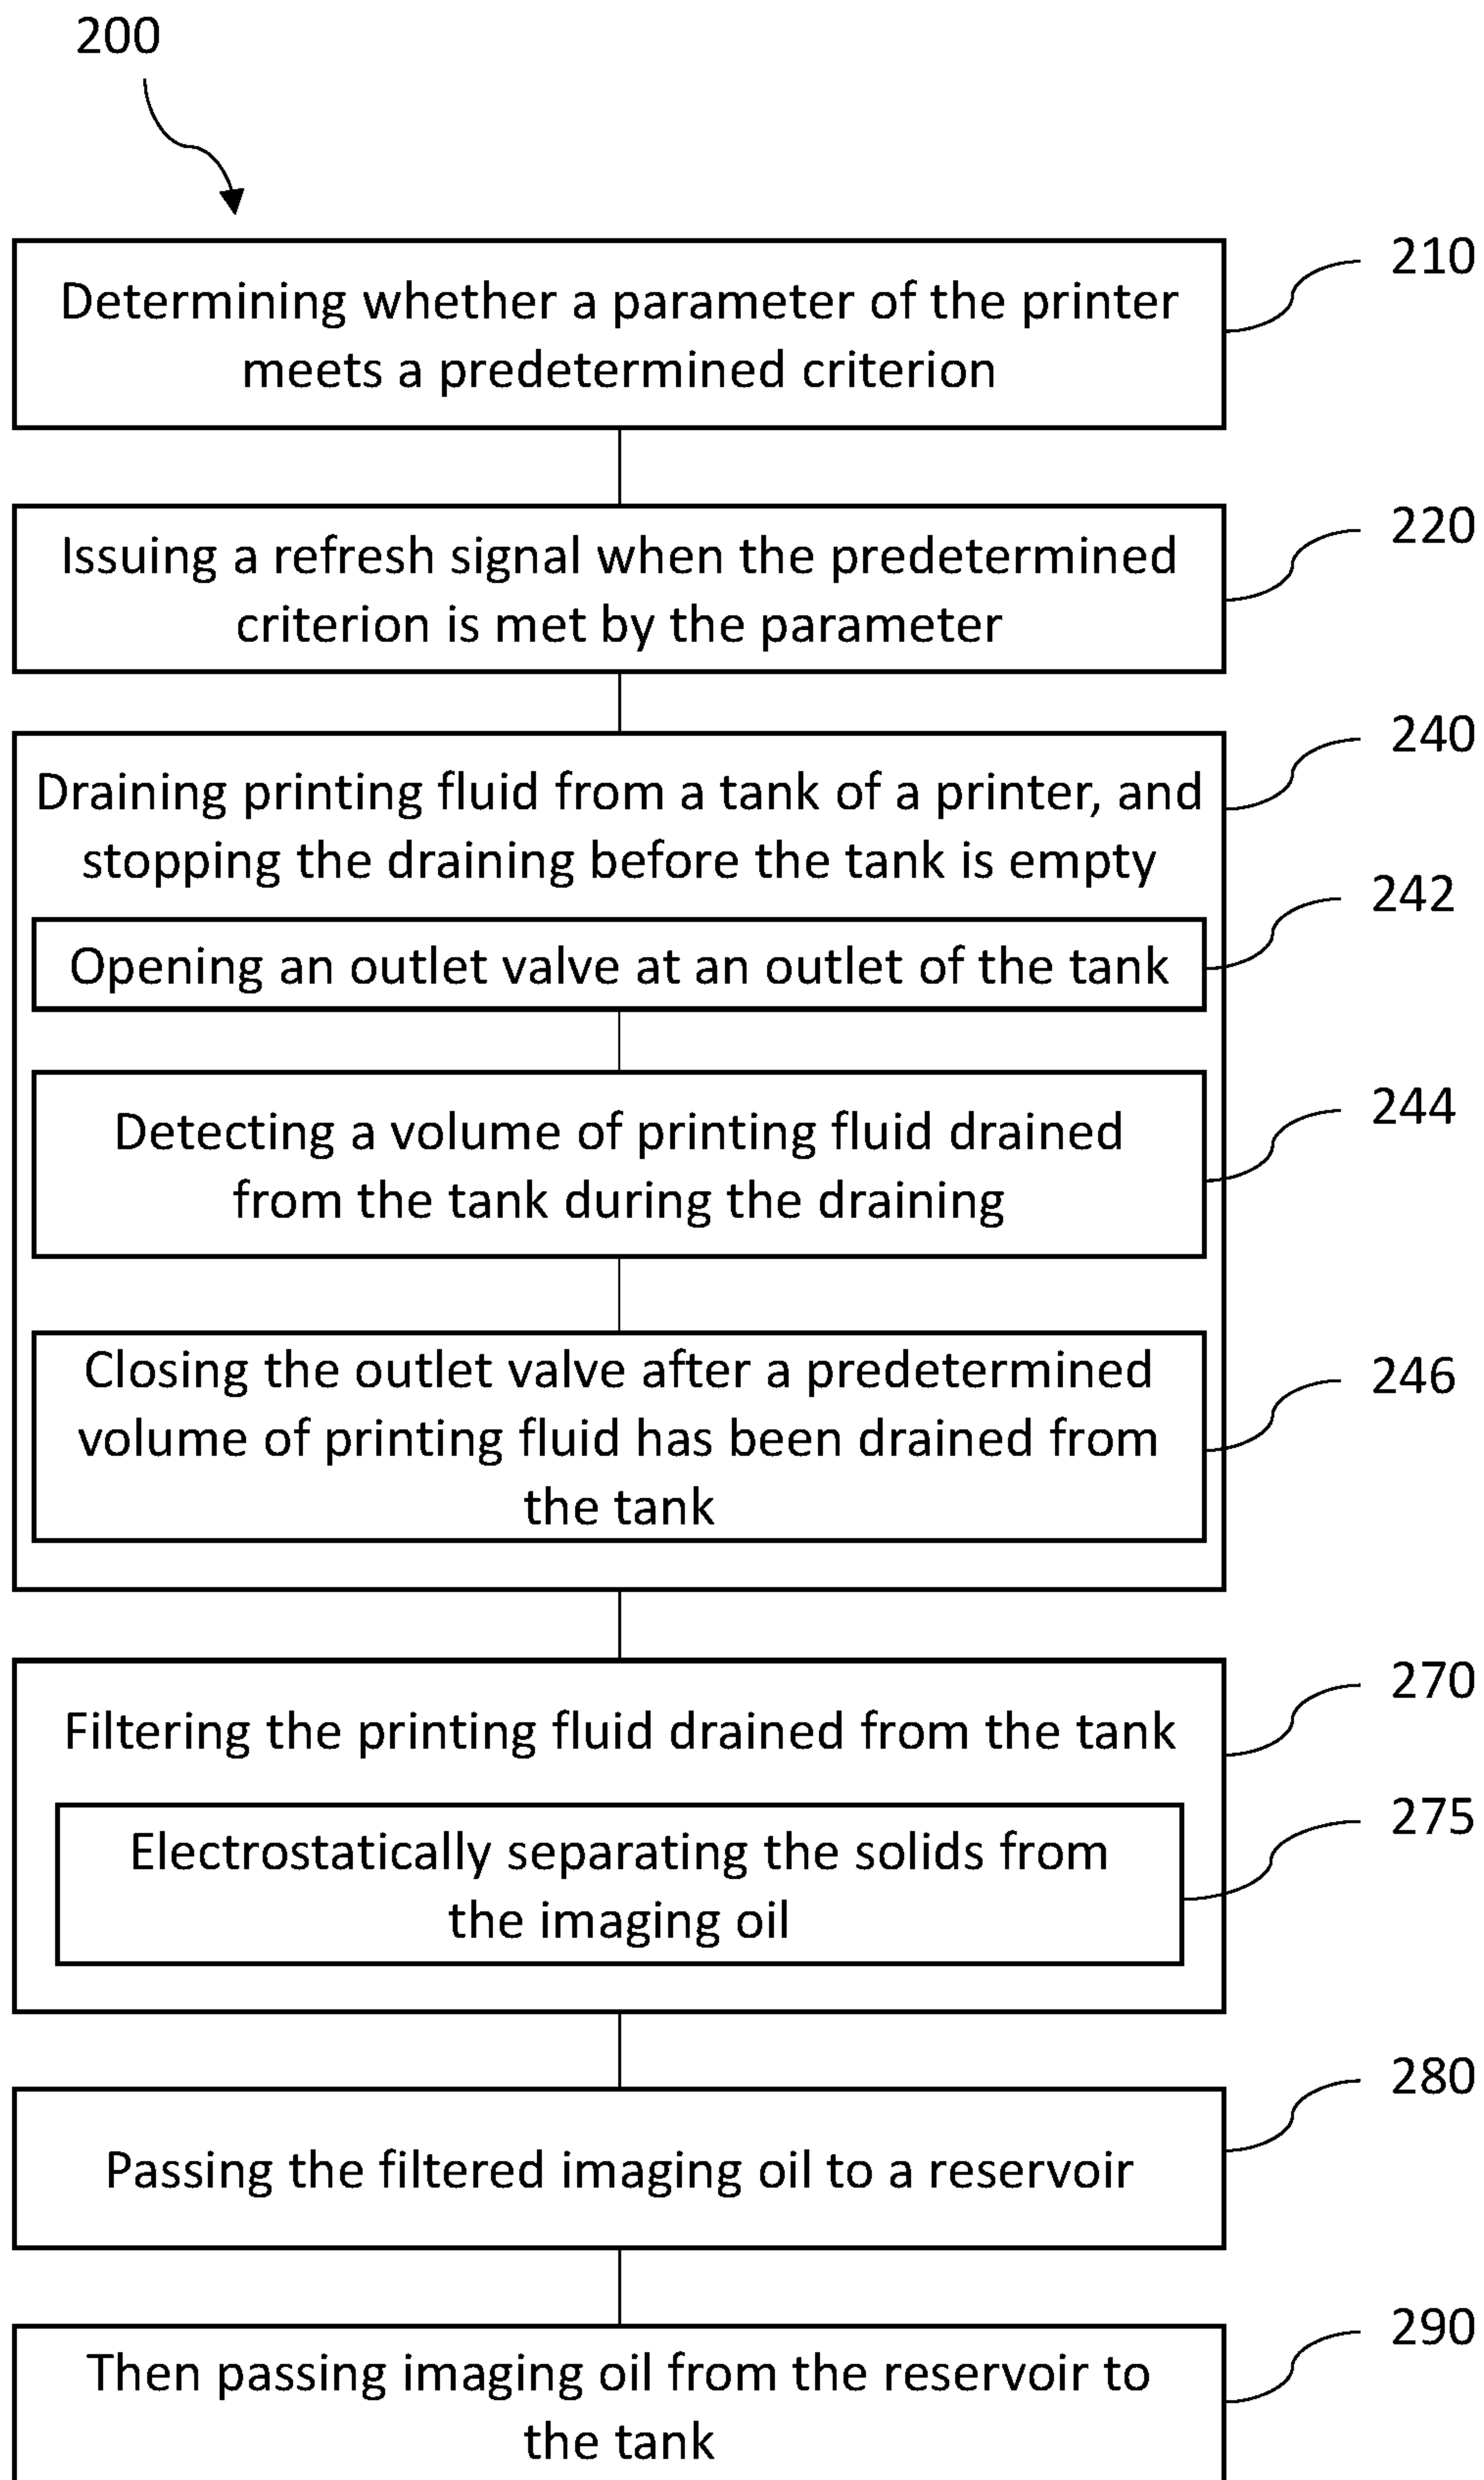 200
Determining whether a parameter of the printer
meets a predetermined criterion
210
Issuing a refresh signal when the predetermined
criterion is met by the parameter
220
Draining printing fluid from a tank of a printer, and
stopping the draining before the tank is empty
240
Opening an outlet valve at an outlet of the tank
242
Detecting a volume of printing fluid drained
from the tank during the draining
244
Closing the outlet valve after a predetermined
volume of printing fluid has been drained from
the tank
246
Filtering the printing fluid drained from the tank
270
Electrostatically separating the solids from
the imaging oil
275
Passing the filtered imaging oil to a reservoir
280
Then passing imaging oil from the reservoir to
the tank
290